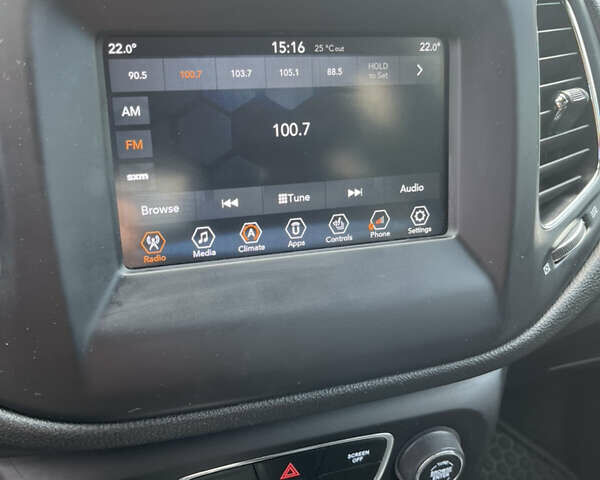 22.0° 15:16 25 °C out 22.0°
90.5 100.7 103.7 105.1 88.5 HOLD
to Set
AM
FM
100.7
sxm
Browse Tune Audio
Radio Media Climate Apps Controls Phone Settings
SCREEN
OFF
BROWSE
ENTER